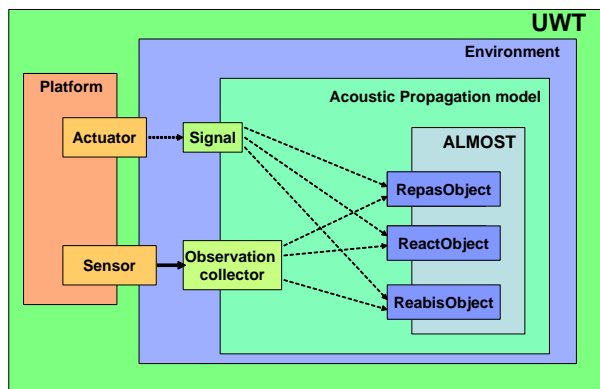 UWT
Environment
Platform
Acoustic Propagation model
Actuator
Signal
ALMOST
RepasObject
ReactObject
Observation
collector
Sensor
ReabisObject